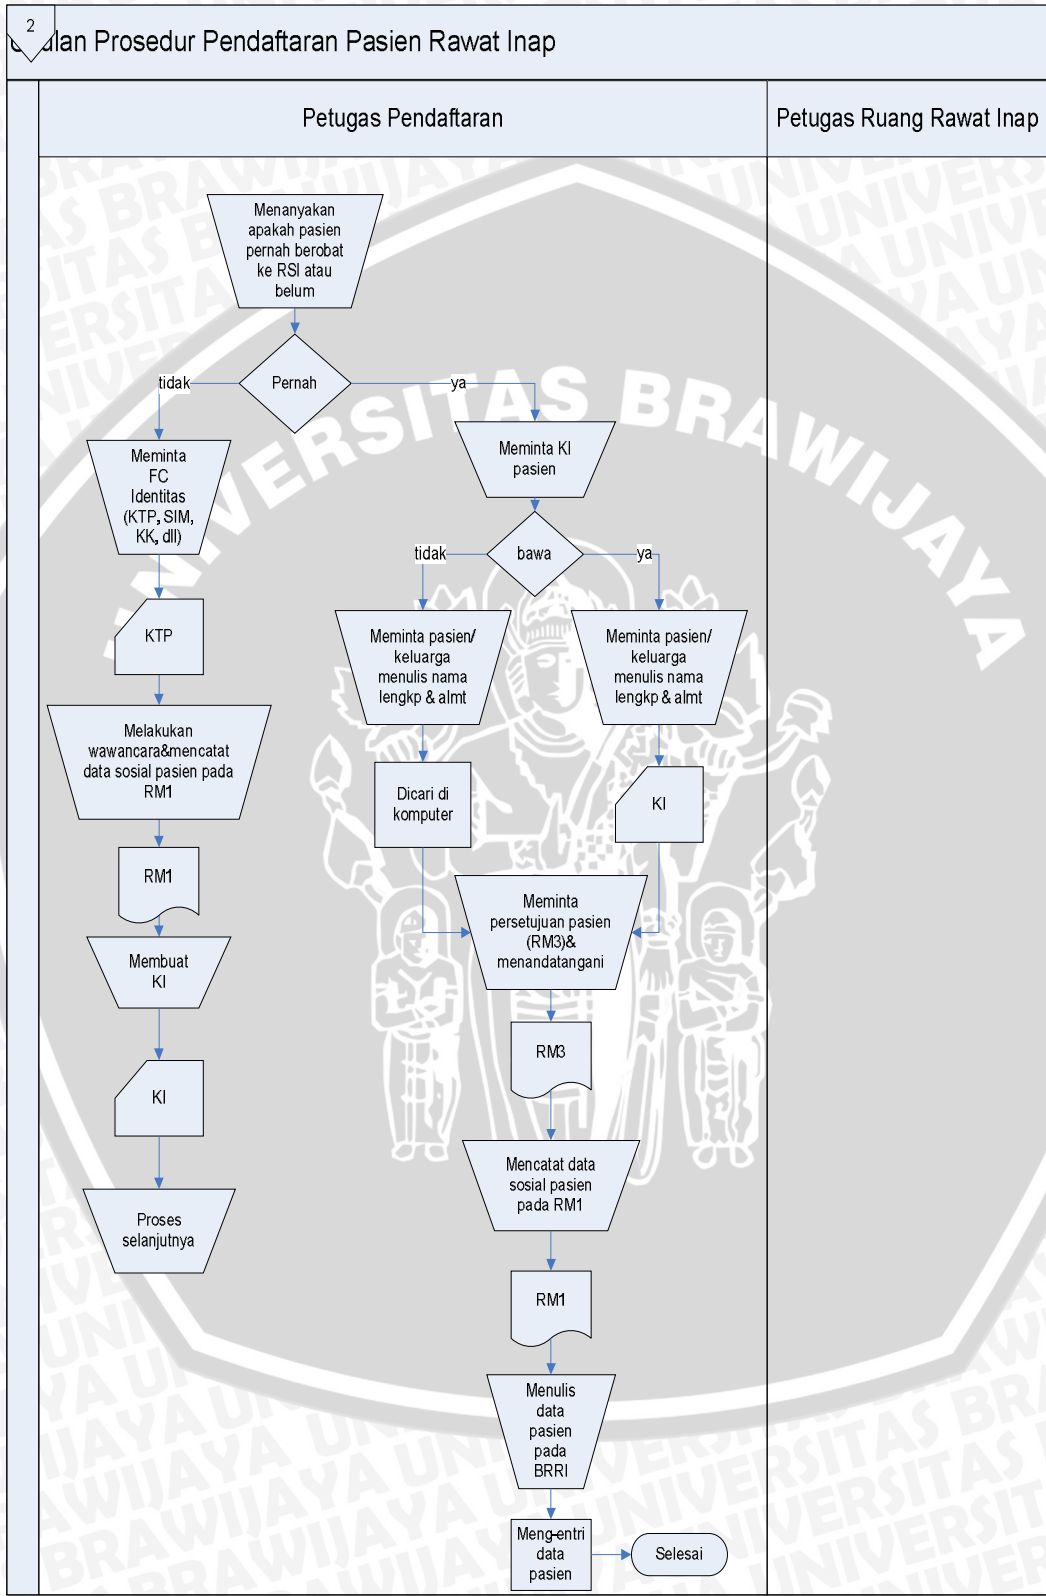 2
ulan Prosedur Pendaftaran Pasien Rawat Inap
Petugas Pendaftaran
Petugas Ruang Rawat Inap
Menanyakan
apakah pasien
pernah berobat
ke RSI atau
belum
Pernah
tidak
ya
Meminta
FC
Identitas
(KTP, SIM,
KK, dll)
KTP
Melakukan
wawancara&mencatat
data sosial pasien pada
RM1
RM1
Membuat
KI
KI
Proses
selanjutnya
Meminta KI
pasien
bawa
tidak
ya
Meminta pasien/
keluarga
menulis nama
lengkp & almt
Meminta pasien/
keluarga
menulis nama
lengkp & almt
Dicari di
komputer
KI
Meminta
persetujuan pasien
(RM3)&
menandatangani
RM3
Mencatat data
sosial pasien
pada RM1
RM1
Menulis
data
pasien
pada
BRRI
Meng-entri
data
pasien
Selesai
UNIVERSITAS BRAWIJAYA